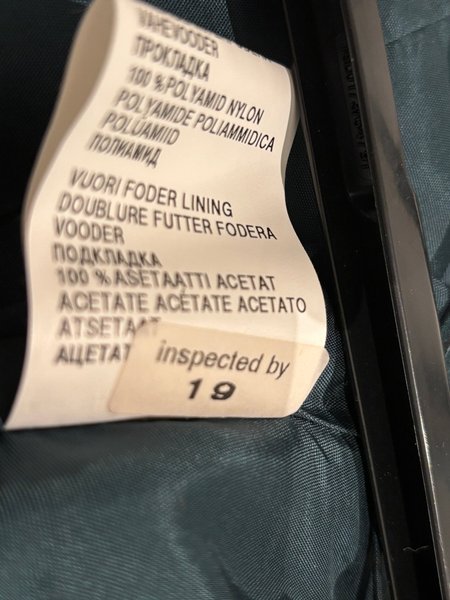 VAHEVOODER
ПРОКЛАДКА
100 % POLYAMID NYLON
POLYAMIDE POLIAMMIDICA
POLÜAMIID
ПОЛИАМИД
VUORI FODER LINING
DOUBLURE FUTTER FODERA
VOODER
ПОДКЛАДКА
100 % ASETAATTI ACETAT
ACETATE ACÉTATE ACETATO
ATSETAAT
АЦЕТАТ
inspected by
19